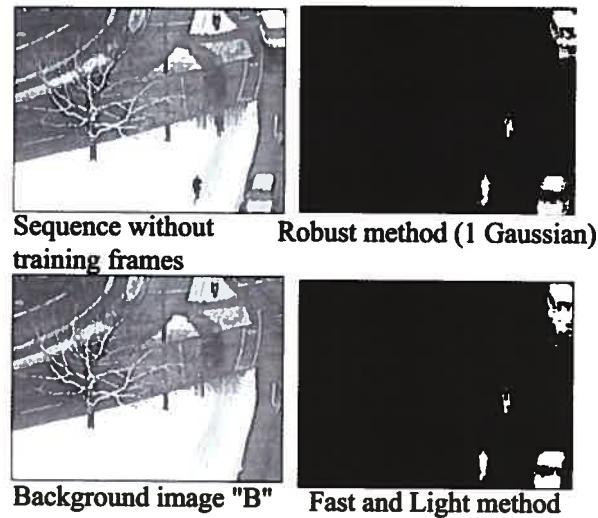 Sequence without
training frames
Robust method (1 Gaussian)
Background image "B"
Fast and Light method